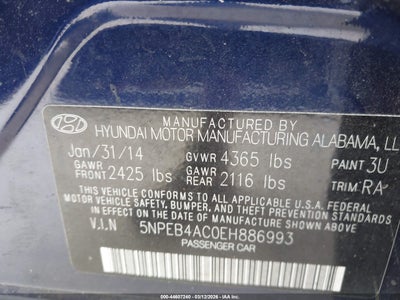 MANUFACTURED BY
HYUNDAI MOTOR MANUFACTURING ALABAMA, LL
Jan/31/14 GVWR 4365 lbs PAINT 3U
GAWR FRONT 2425 lbs GAWR REAR 2116 lbs TRIM RA
THIS VEHICLE CONFORMS TO ALL APPLICABLE FEDERAL
MOTOR VEHICLE SAFETY, BUMPER, AND THEFT PREVENTION
STANDARDS IN EFFECT ON THE DATE OF MANUFACTURE SHOWN ABOVE.
V.I.N 5NPEB4AC0EH886993
PASSENGER CAR
ID: 44607240 - 03/12/2026 - © IAA, Inc.